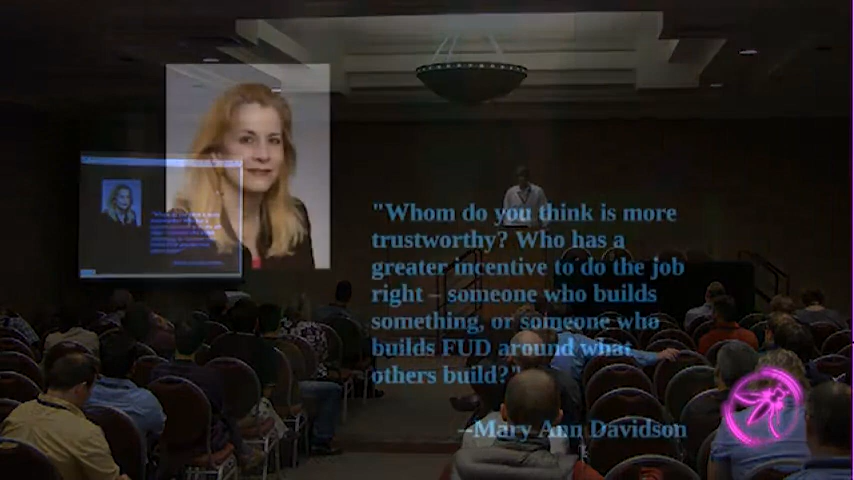 "Whom do you think is more
trustworthy? Who has a
greater incentive to do the job
right – someone who builds
something, or someone who
builds FUD around what
others build?"
--Mary Ann Davidson